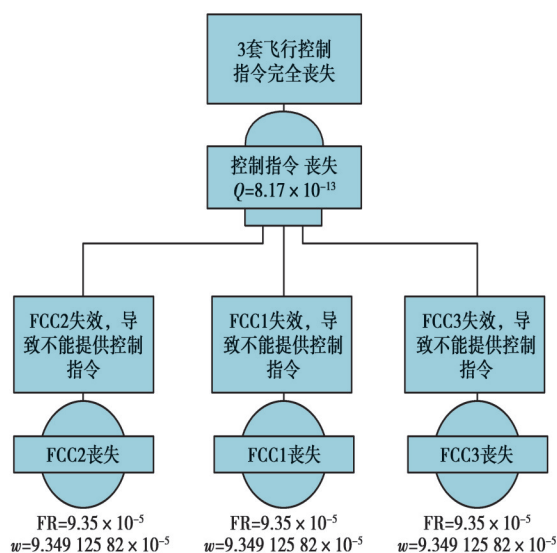 3套飞行控制
指令完全丧失
控制指令 丧失
Q=8.17 × 10⁻¹³
FCC2失效，导
致不能提供控制
指令
FCC1失效，导
致不能提供控制
指令
FCC3失效，导
致不能提供控制
指令
FCC2丧失
FCC1丧失
FCC3丧失
FR=9.35 × 10⁻⁵
w=9.349 125 82 × 10⁻⁵
FR=9.35 × 10⁻⁵
w=9.349 125 82 × 10⁻⁵
FR=9.35 × 10⁻⁵
w=9.349 125 82 × 10⁻⁵